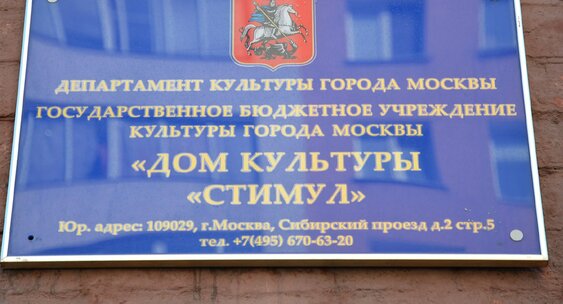 ДЕПАРТАМЕНТ КУЛЬТУРЫ ГОРОДА МОСКВЫ
ГОСУДАРСТВЕННОЕ БЮДЖЕТНОЕ УЧРЕЖДЕНИЕ
КУЛЬТУРЫ ГОРОДА МОСКВЫ
«ДОМ КУЛЬТУРЫ
«СТИМУЛ»
Юр. адрес: 109029, г.Москва, Сибирский проезд д.2 стр.5
тел. +7(495) 670-63-20